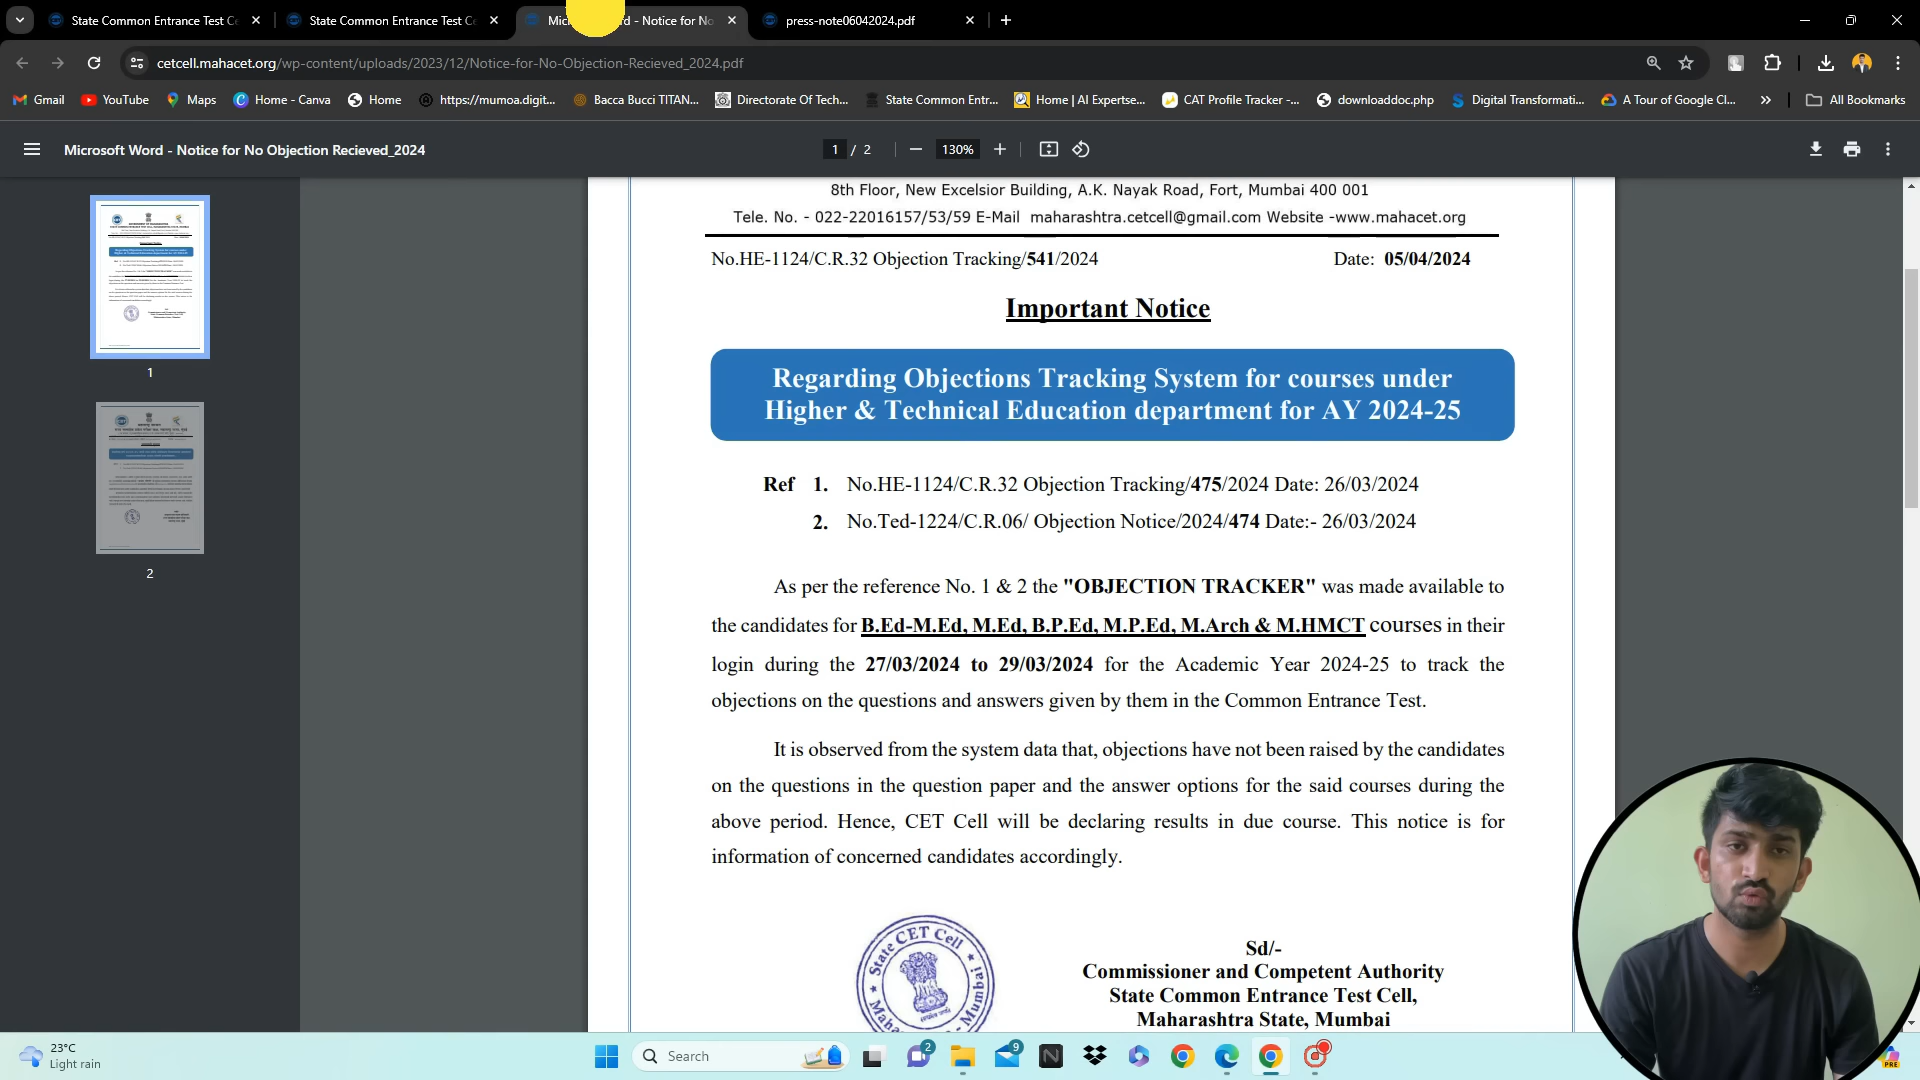 State Common Entrance Test Ce
State Common Entrance Test Ce
Mic
d - Notice for No
press-note06042024.pdf
cetcell.mahacet.org/wp-content/uploads/2023/12/Notice-for-No-Objection-Recieved_2024.pdf
Gmail
YouTube
Maps
Home - Canva
Home
https://mumoa.digit...
Bacca Bucci TITAN...
Directorate Of Tech...
State Common Entr...
Home | AI Expertse...
CAT Profile Tracker -...
downloaddoc.php
Digital Transformati...
A Tour of Google Cl...
All Bookmarks
Microsoft Word - Notice for No Objection Recieved_2024
1 / 2
130%
1
2
8th Floor, New Excelsior Building, A.K. Nayak Road, Fort, Mumbai 400 001
Tele. No. - 022-22016157/53/59 E-Mail maharashtra.cetcell@gmail.com Website -www.mahacet.org
No.HE-1124/C.R.32 Objection Tracking/541/2024 Date: 05/04/2024
Important Notice
Regarding Objections Tracking System for courses under
Higher & Technical Education department for AY 2024-25
Ref 1. No.HE-1124/C.R.32 Objection Tracking/475/2024 Date: 26/03/2024
2. No.Ted-1224/C.R.06/ Objection Notice/2024/474 Date:- 26/03/2024
As per the reference No. 1 & 2 the "OBJECTION TRACKER" was made available to
the candidates for B.Ed-M.Ed, M.Ed, B.P.Ed, M.P.Ed, M.Arch & M.HMCT courses in their
login during the 27/03/2024 to 29/03/2024 for the Academic Year 2024-25 to track the
objections on the questions and answers given by them in the Common Entrance Test.
It is observed from the system data that, objections have not been raised by the candidates
on the questions in the question paper and the answer options for the said courses during the
above period. Hence, CET Cell will be declaring results in due course. This notice is for
information of concerned candidates accordingly.
State CET Cell
Mumbai
Sd/-
Commissioner and Competent Authority
State Common Entrance Test Cell,
Maharashtra State, Mumbai
23°C
Light rain
Search
2
9
PRE